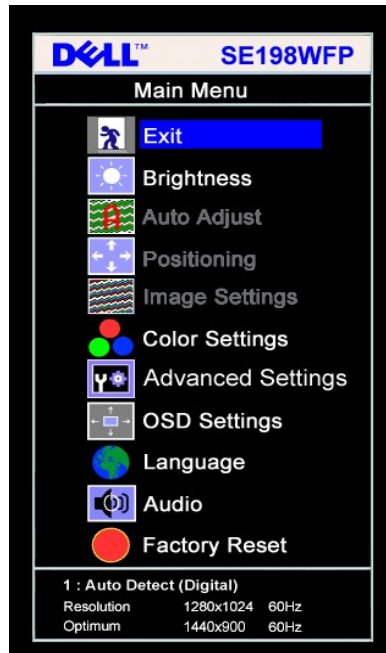 DELL™ SE198WFP
Main Menu
Exit
Brightness
Auto Adjust
Positioning
Image Settings
Color Settings
Advanced Settings
OSD Settings
Language
Audio
Factory Reset
1 : Auto Detect (Digital)
Resolution 1280x1024 60Hz
Optimum 1440x900 60Hz